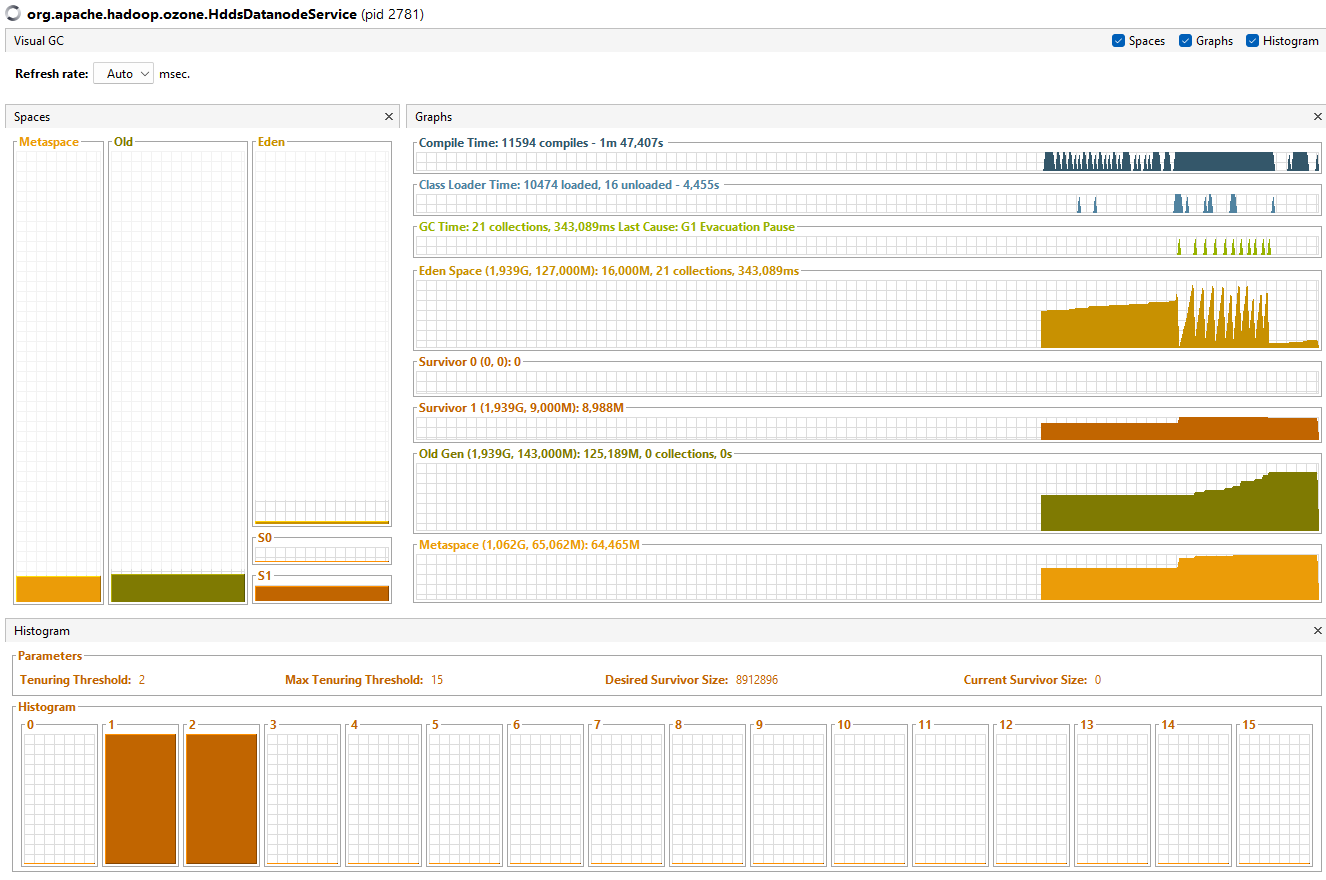 org.apache.hadoop.ozone.HddsDatanodeService (pid 2781)
Visual GC
Spaces Graphs Histogram
Refresh rate: Auto msec.
Spaces
Metaspace Old Eden
S0
S1
Graphs
Compile Time: 11594 compiles - 1m 47,407s
Class Loader Time: 10474 loaded, 16 unloaded - 4,455s
GC Time: 21 collections, 343,089ms Last Cause: G1 Evacuation Pause
Eden Space (1,939G, 127,000M): 16,000M, 21 collections, 343,089ms
Survivor 0 (0, 0): 0
Survivor 1 (1,939G, 9,000M): 8,988M
Old Gen (1,939G, 143,000M): 125,189M, 0 collections, 0s
Metaspace (1,062G, 65,062M): 64,465M
Histogram
Parameters
Tenuring Threshold: 2 Max Tenuring Threshold: 15 Desired Survivor Size: 8912896 Current Survivor Size: 0
Histogram
0 1 2 3 4 5 6 7 8 9 10 11 12 13 14 15